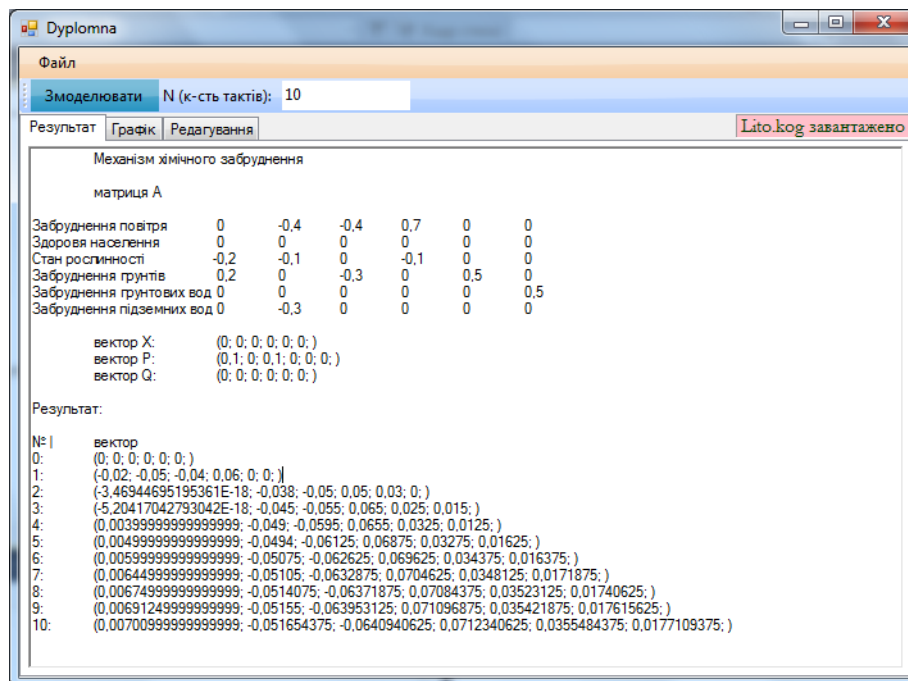 Dyplomna
Файл
Змоделювати N (к-сть тактів): 10
Результат Графік Редагування Lito.kog завантажено
Механізм хімічного забруднення
матриця А
Забруднення повітря 0 -0,4 -0,4 0,7 0 0
Здоровя населення 0 0 0 0 0 0
Стан рослинності -0,2 -0,1 0 -0,1 0 0
Забруднення грунтів 0,2 0 -0,3 0 0,5 0
Забруднення грунтових вод 0 0 0 0 0 0,5
Забруднення підземних вод 0 -0,3 0 0 0 0
вектор X: (0; 0; 0; 0; 0; 0; )
вектор P: (0,1; 0; 0,1; 0; 0; 0; )
вектор Q: (0; 0; 0; 0; 0; 0; )
Результат:
№ | вектор
0: (0; 0; 0; 0; 0; 0; )
1: (-0,02; -0,05; -0,04; 0,06; 0; 0; )
2: (-3,46944695195361E-18; -0,038; -0,05; 0,05; 0,03; 0; )
3: (-5,20417042793042E-18; -0,045; -0,055; 0,065; 0,025; 0,015; )
4: (0,00399999999999999; -0,049; -0,0595; 0,0655; 0,0325; 0,0125; )
5: (0,00499999999999999; -0,0494; -0,06125; 0,06875; 0,03275; 0,01625; )
6: (0,00599999999999999; -0,05075; -0,062625; 0,069625; 0,034375; 0,016375; )
7: (0,00644999999999999; -0,05105; -0,0632875; 0,0704625; 0,0348125; 0,0171875; )
8: (0,00674999999999999; -0,0514075; -0,06371875; 0,07084375; 0,03523125; 0,01740625; )
9: (0,00691249999999999; -0,05155; -0,063953125; 0,071096875; 0,035421875; 0,017615625; )
10: (0,00700999999999999; -0,051654375; -0,0640940625; 0,0712340625; 0,0355484375; 0,0177109375; )